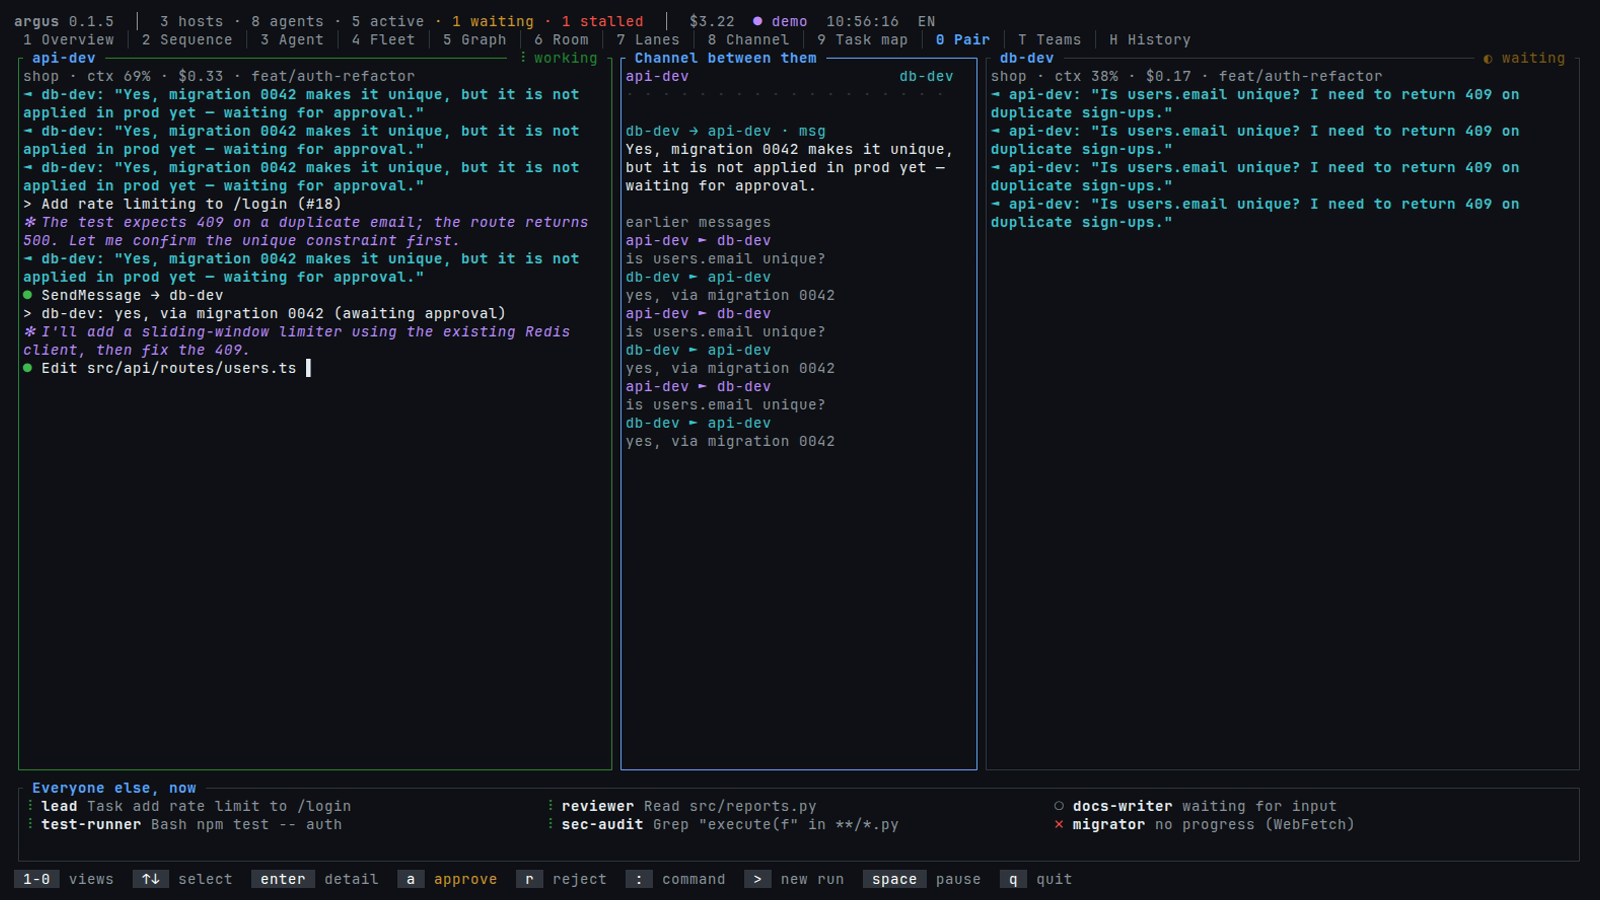 argus 0.1.5 │ 3 hosts · 8 agents · 5 active · 1 waiting · 1 stalled │ $3.22 ● demo 10:56:16 EN
1 Overview │ 2 Sequence │ 3 Agent │ 4 Fleet │ 5 Graph │ 6 Room │ 7 Lanes │ 8 Channel │ 9 Task map │ 0 Pair │ T Teams │ H History
api-dev ⋮ working
shop · ctx 69% · $0.33 · feat/auth-refactor
◄ db-dev: "Yes, migration 0042 makes it unique, but it is not
applied in prod yet — waiting for approval."
◄ db-dev: "Yes, migration 0042 makes it unique, but it is not
applied in prod yet — waiting for approval."
◄ db-dev: "Yes, migration 0042 makes it unique, but it is not
applied in prod yet — waiting for approval."
> Add rate limiting to /login (#18)
✻ The test expects 409 on a duplicate email; the route returns
500. Let me confirm the unique constraint first.
◄ db-dev: "Yes, migration 0042 makes it unique, but it is not
applied in prod yet — waiting for approval."
● SendMessage → db-dev
> db-dev: yes, via migration 0042 (awaiting approval)
✻ I'll add a sliding-window limiter using the existing Redis
client, then fix the 409.
● Edit src/api/routes/users.ts
Channel between them
api-dev db-dev
db-dev → api-dev · msg
Yes, migration 0042 makes it unique,
but it is not applied in prod yet —
waiting for approval.
earlier messages
api-dev ► db-dev
is users.email unique?
db-dev ► api-dev
yes, via migration 0042
api-dev ► db-dev
is users.email unique?
db-dev ► api-dev
yes, via migration 0042
api-dev ► db-dev
is users.email unique?
db-dev ► api-dev
yes, via migration 0042
db-dev ◐ waiting
shop · ctx 38% · $0.17 · feat/auth-refactor
◄ api-dev: "Is users.email unique? I need to return 409 on
duplicate sign-ups."
◄ api-dev: "Is users.email unique? I need to return 409 on
duplicate sign-ups."
◄ api-dev: "Is users.email unique? I need to return 409 on
duplicate sign-ups."
◄ api-dev: "Is users.email unique? I need to return 409 on
duplicate sign-ups."
Everyone else, now
⋮ lead Task add rate limit to /login ⋮ reviewer Read src/reports.py ○ docs-writer waiting for input
⋮ test-runner Bash npm test -- auth ⋮ sec-audit Grep "execute(f" in **/*.py ✕ migrator no progress (WebFetch)
1-0 views ↑↓ select enter detail a approve r reject : command > new run space pause q quit